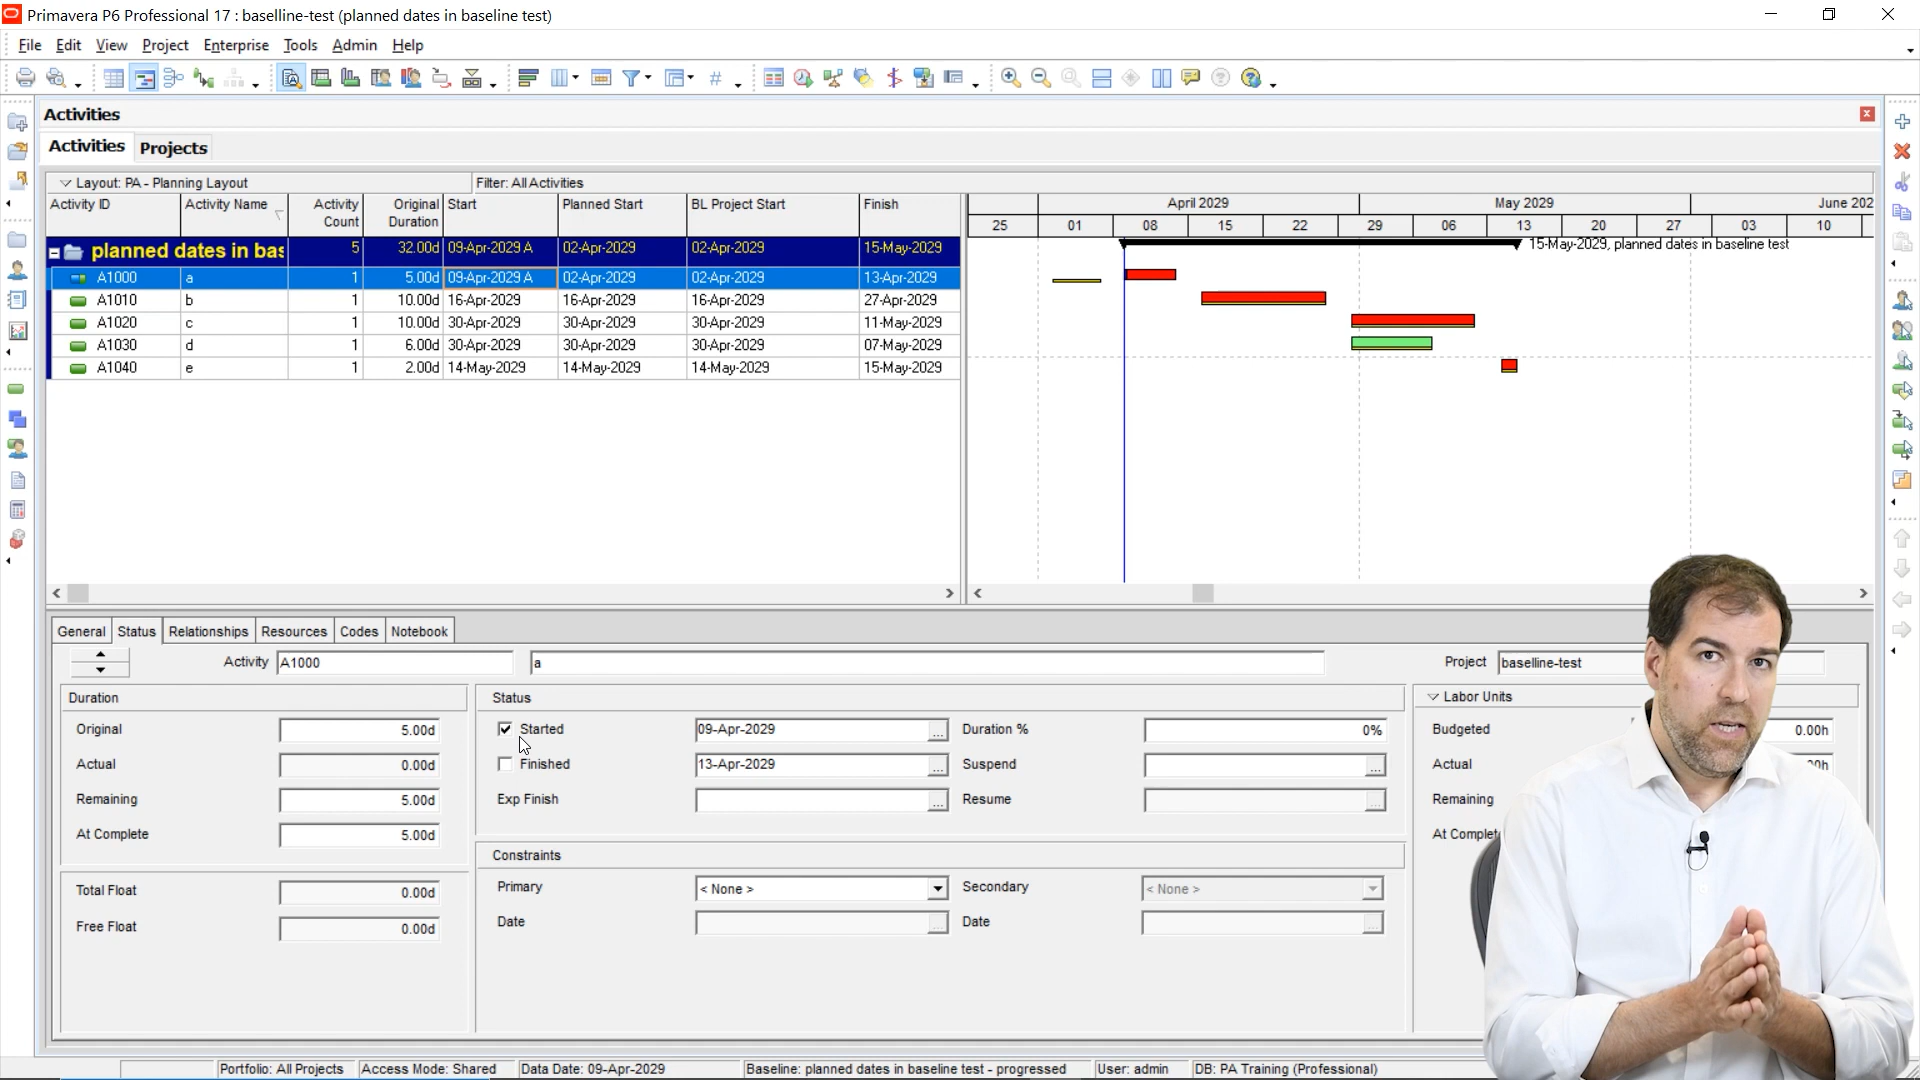 Primavera P6 Professional 17 : baselline-test (planned dates in baseline test)
File Edit View Project Enterprise Tools Admin Help
Activities
Activities Projects
Layout: PA - Planning Layout Filter: All Activities
Activity ID Activity Name Activity Count Original Duration Start Planned Start BL Project Start Finish
April 2029 May 2029 June 202
25 01 08 15 22 29 06 13 20 27 03 10
planned dates in bas 5 32.00d 09-Apr-2029 A 02-Apr-2029 02-Apr-2029 15-May-2029
15-May-2029, planned dates in baseline test
A1000 a 1 5.00d 09-Apr-2029 A 02-Apr-2029 02-Apr-2029 13-Apr-2029
A1010 b 1 10.00d 16-Apr-2029 16-Apr-2029 16-Apr-2029 27-Apr-2029
A1020 c 1 10.00d 30-Apr-2029 30-Apr-2029 30-Apr-2029 11-May-2029
A1030 d 1 6.00d 30-Apr-2029 30-Apr-2029 30-Apr-2029 07-May-2029
A1040 e 1 2.00d 14-May-2029 14-May-2029 14-May-2029 15-May-2029
General Status Relationships Resources Codes Notebook
Activity A1000 a Project baselline-test
Duration Status Labor Units
Original 5.00d Started 09-Apr-2029 ... Duration % 0% Budgeted 0.00h
Actual 0.00d Finished 13-Apr-2029 ... Suspend ... Actual
Remaining 5.00d Exp Finish ... Resume ... Remaining
At Complete 5.00d At Complet
Constraints
Total Float 0.00d Primary < None > Secondary < None >
Free Float 0.00d Date ... Date ...
Portfolio: All Projects Access Mode: Shared Data Date: 09-Apr-2029 Baseline: planned dates in baseline test - progressed User: admin DB: PA Training (Professional)